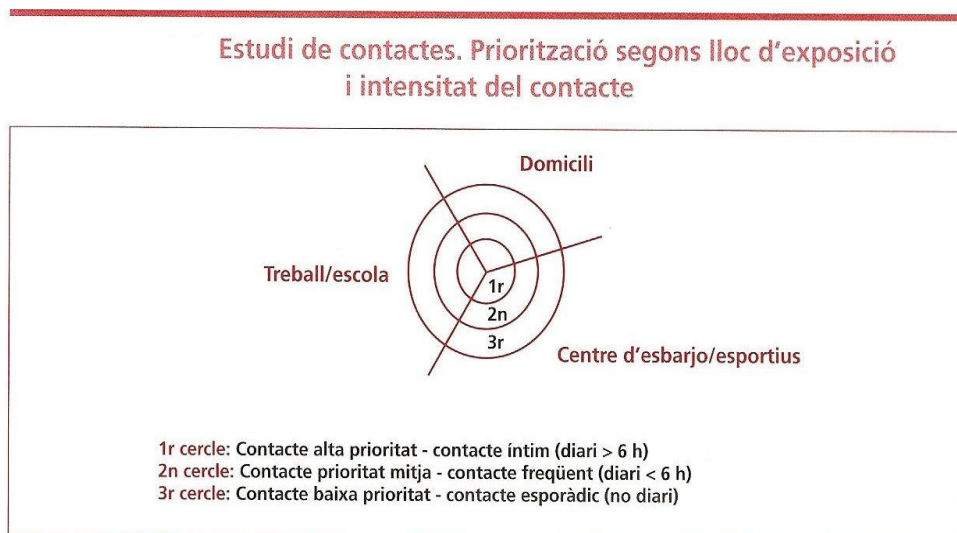 Estudi de contactes. Priorització segons lloc d'exposició
i intensitat del contacte
Domicili
Treball/escola
1r
2n
3r
Centre d'esbarjo/esportius
1r cercle: Contacte alta prioritat - contacte íntim (diari > 6 h)
2n cercle: Contacte prioritat mitja - contacte freqüent (diari < 6 h)
3r cercle: Contacte baixa prioritat - contacte esporàdic (no diari)